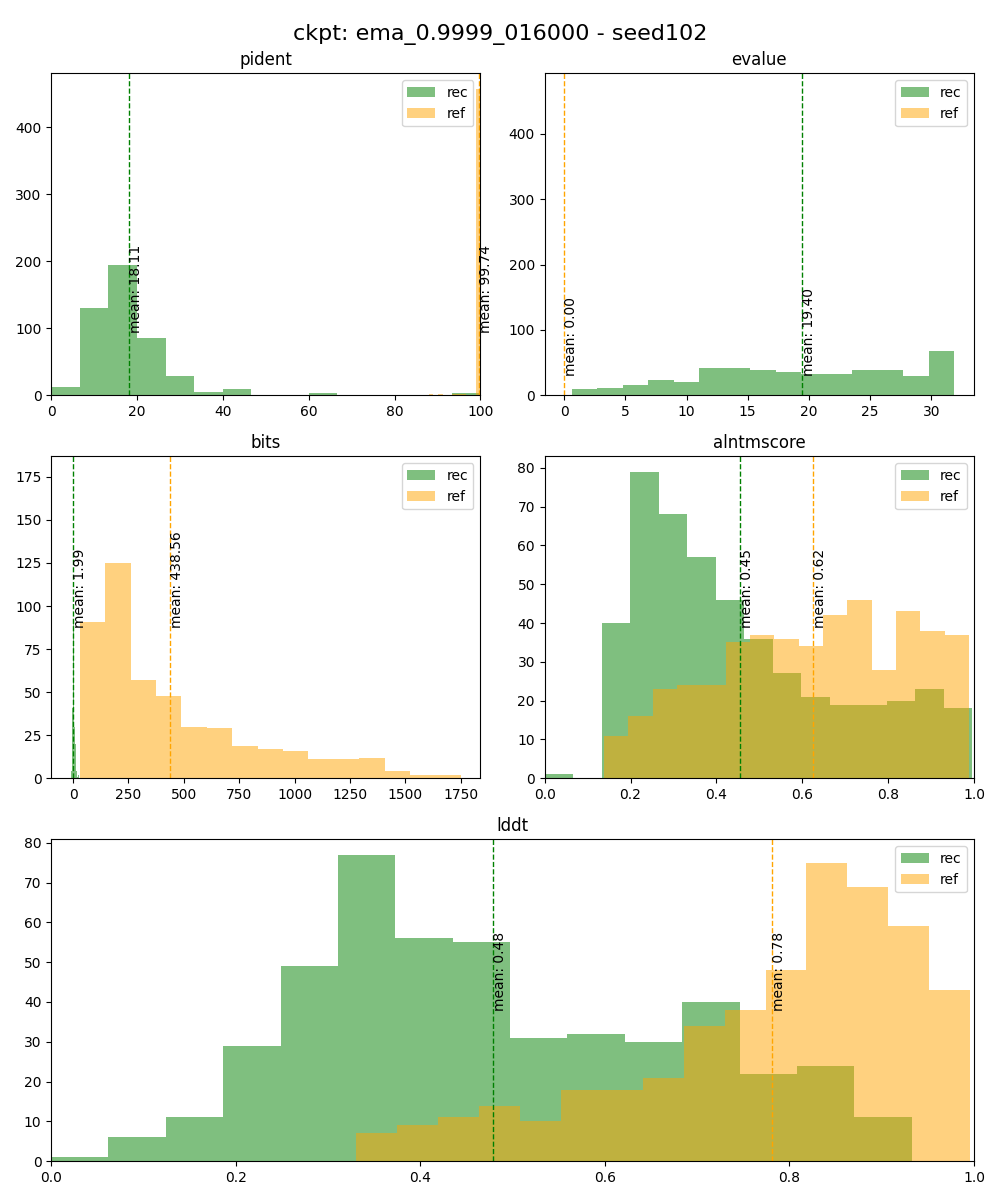 ckpt: ema_0.9999_016000 - seed102
pident
evalue
rec
ref
rec
ref
400
300
200
100
0
mean: 18.11
mean: 99.74
0 20 40 60 80 100
400
300
200
100
0
mean: 0.00
mean: 19.40
0 5 10 15 20 25 30
bits
alntmscore
rec
ref
rec
ref
175
150
125
100
75
50
25
0
mean: 1.99
mean: 438.56
0 250 500 750 1000 1250 1500 1750
80
70
60
50
40
30
20
10
0
mean: 0.45
mean: 0.62
0.0 0.2 0.4 0.6 0.8 1.0
lddt
rec
ref
80
70
60
50
40
30
20
10
0
mean: 0.48
mean: 0.78
0.0 0.2 0.4 0.6 0.8 1.0